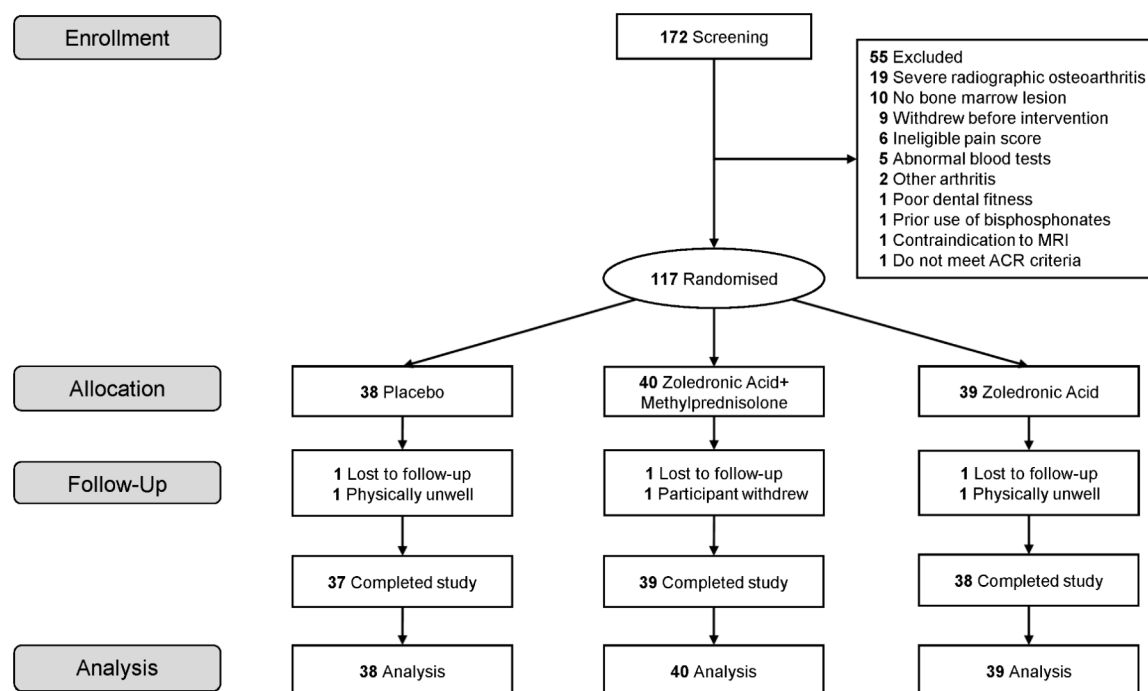 Enrollment
172 Screening
55 Excluded
19 Severe radiographic osteoarthritis
10 No bone marrow lesion
9 Withdrew before intervention
6 Ineligible pain score
5 Abnormal blood tests
2 Other arthritis
1 Poor dental fitness
1 Prior use of bisphosphonates
1 Contraindication to MRI
1 Do not meet ACR criteria
117 Randomised
Allocation
38 Placebo
40 Zoledronic Acid+
Methylprednisolone
39 Zoledronic Acid
Follow-Up
1 Lost to follow-up
1 Physically unwell
1 Lost to follow-up
1 Participant withdrew
1 Lost to follow-up
1 Physically unwell
37 Completed study
39 Completed study
38 Completed study
Analysis
38 Analysis
40 Analysis
39 Analysis